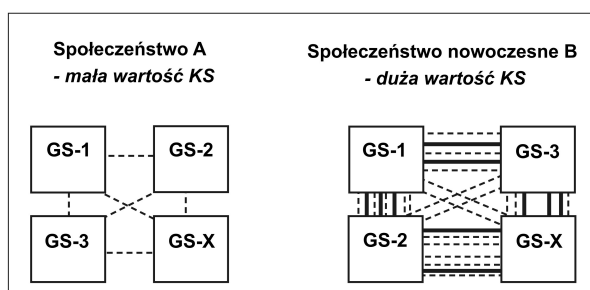 Społeczeństwo A
- mała wartość KS
GS-1
GS-2
GS-3
GS-X
Społeczeństwo nowoczesne B
- duża wartość KS
GS-1
GS-3
GS-2
GS-X